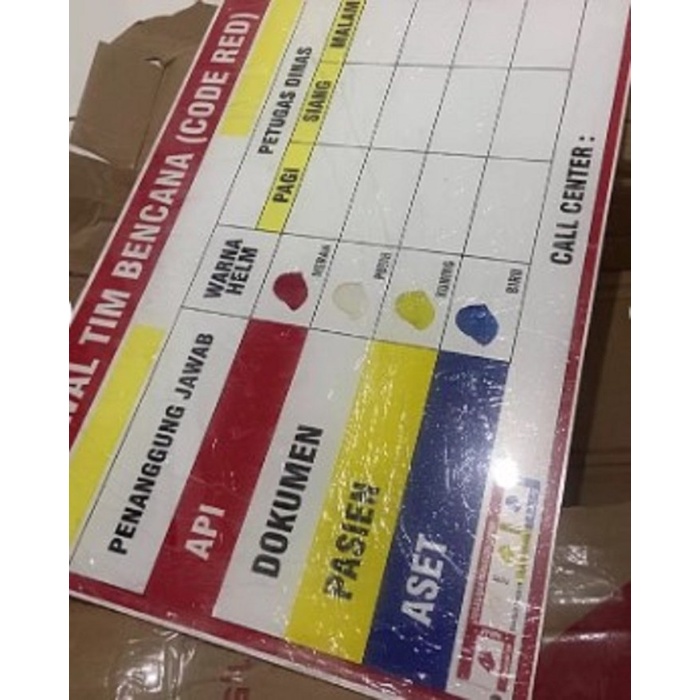 WAL TIM BENCANA (CODE RED)
PENANGGUNG JAWAB
WARNA
HELM
PETUGAS DINAS
PAGI
SIANG
MALAM
API
MERAH
DOKUMEN
PUTIH
PASIEN
KUNING
ASET
BIRU
CALL CENTER :